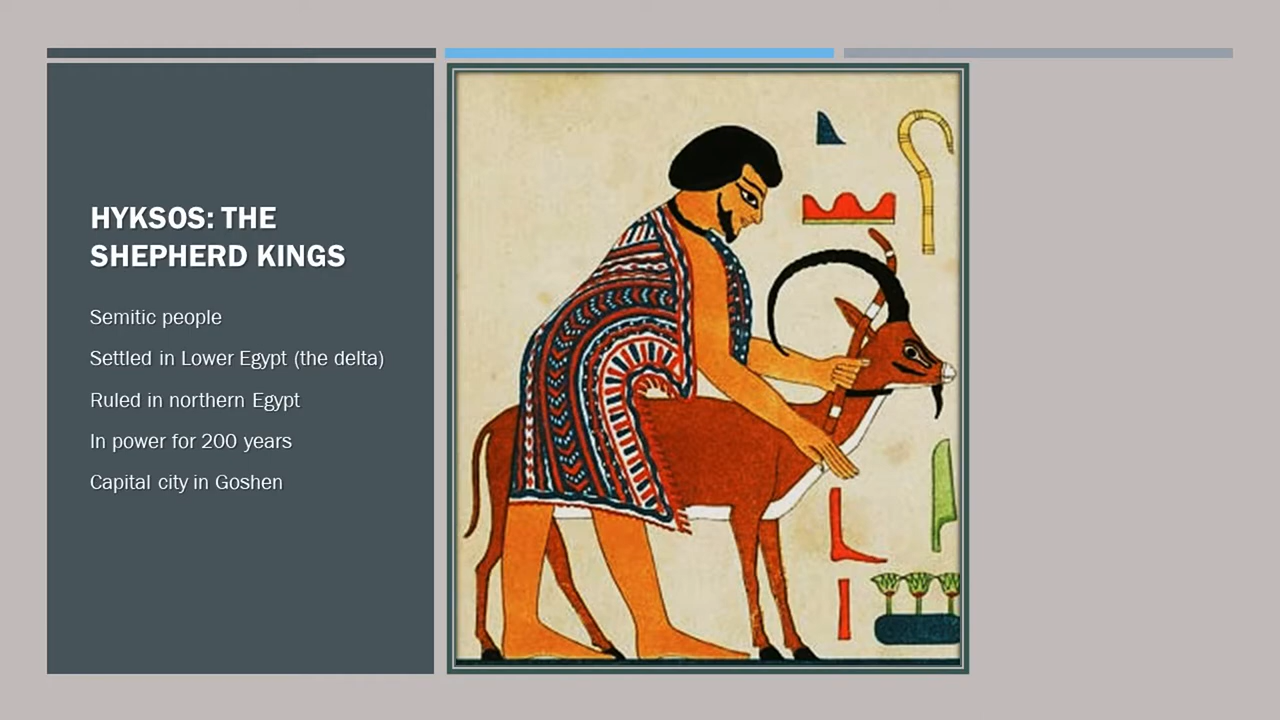 HYKSOS: THE
SHEPHERD KINGS
Semitic people
Settled in Lower Egypt (the delta)
Ruled in northern Egypt
In power for 200 years
Capital city in Goshen